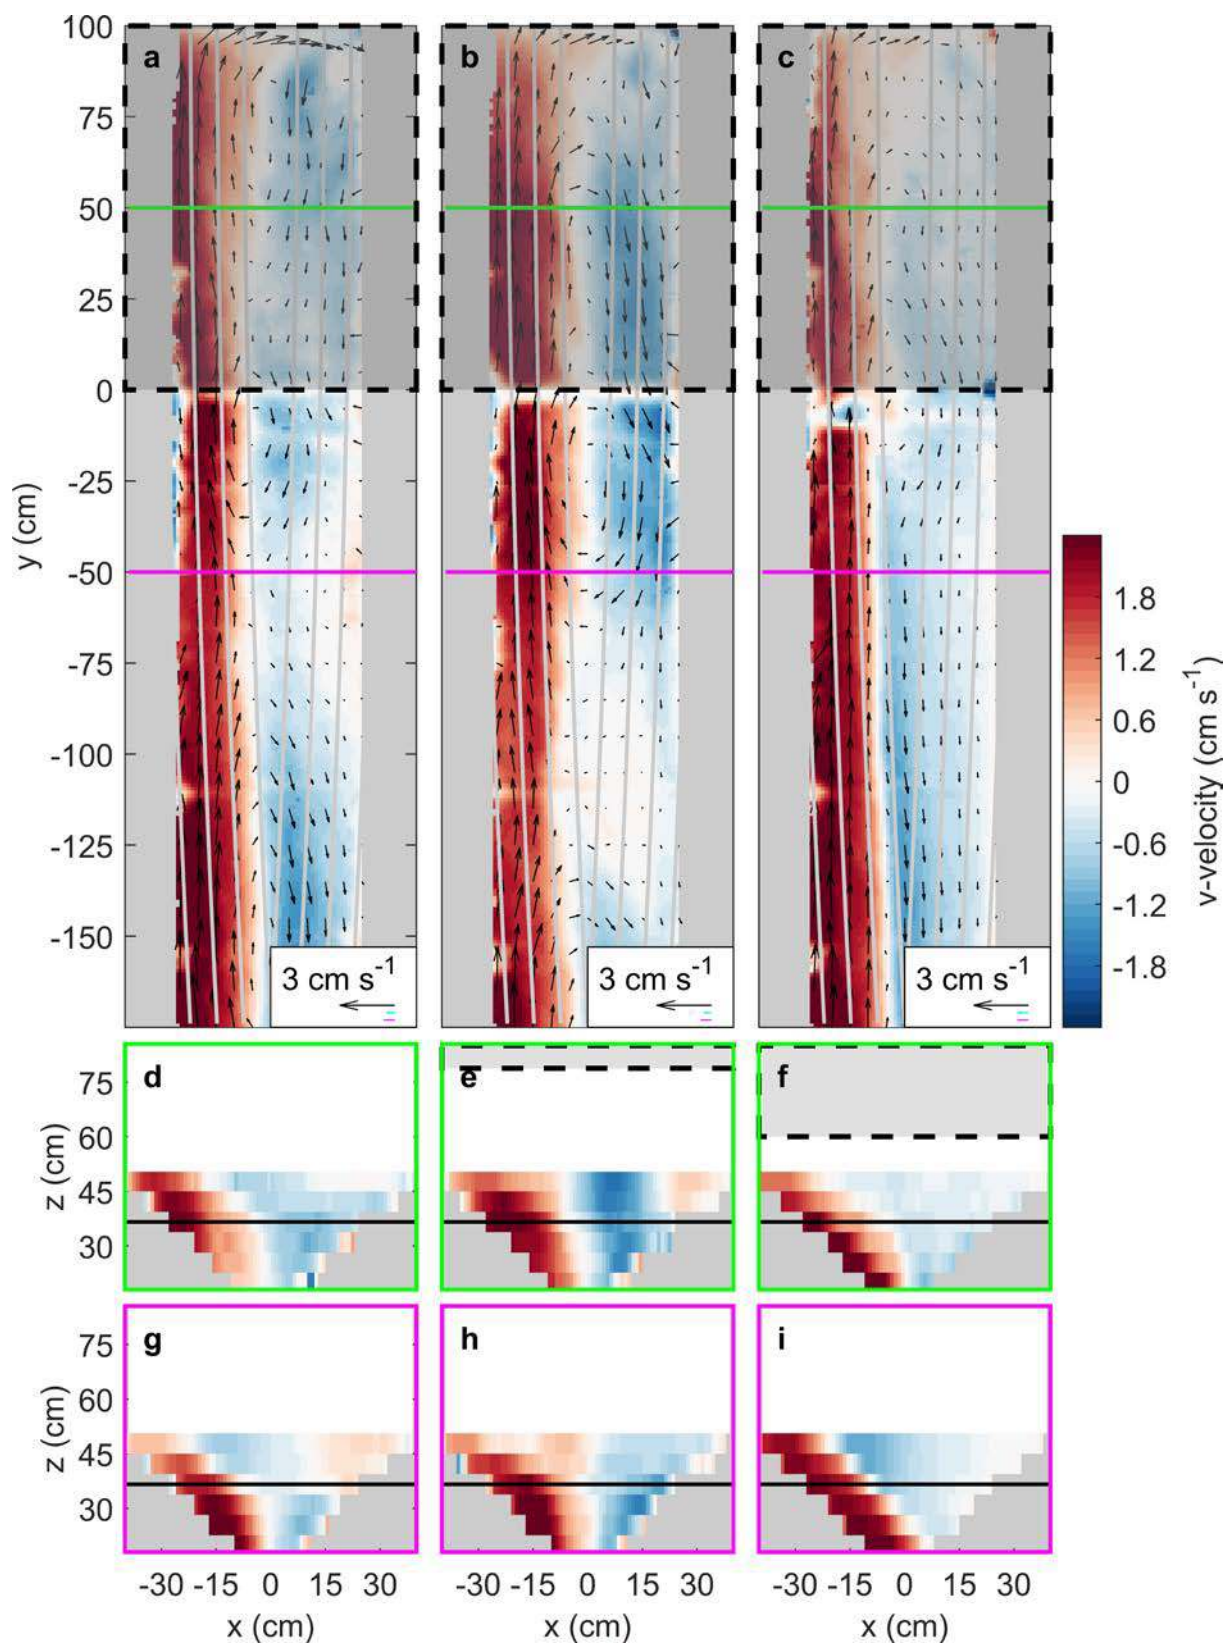 a
b
c
100
75
50
25
0
-25
-50
-75
-100
-125
-150
y (cm)
3 cm s⁻¹
3 cm s⁻¹
3 cm s⁻¹
1.8
1.2
0.6
0
-0.6
-1.2
-1.8
v-velocity (cm s⁻¹)
d
e
f
75
60
45
30
z (cm)
g
h
i
75
60
45
30
z (cm)
-30 -15 0 15 30
-30 -15 0 15 30
-30 -15 0 15 30
x (cm)
x (cm)
x (cm)